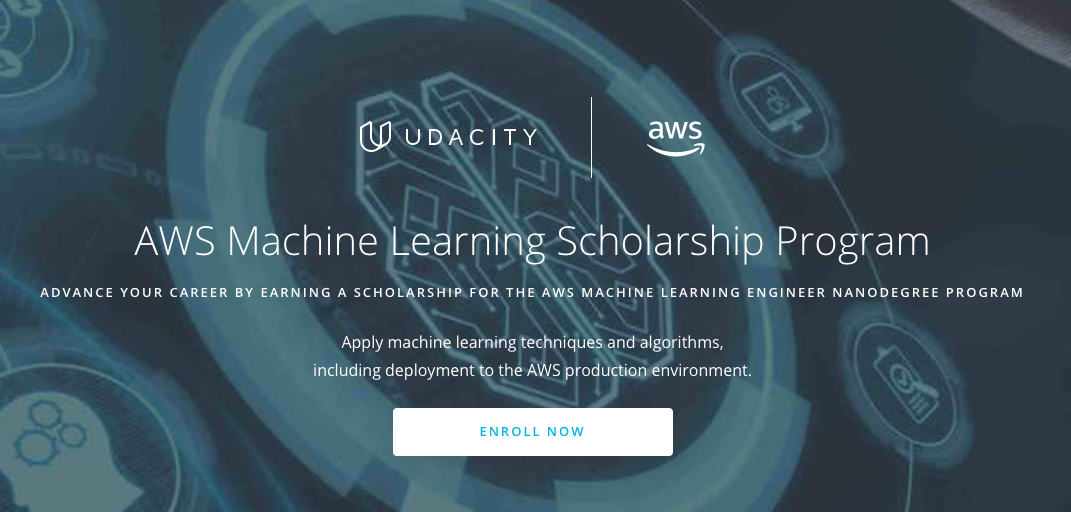 UDACITY
aws
AWS Machine Learning Scholarship Program
ADVANCE YOUR CAREER BY EARNING A SCHOLARSHIP FOR THE AWS MACHINE LEARNING ENGINEER NANODEGREE PROGRAM
Apply machine learning techniques and algorithms,
including deployment to the AWS production environment.
ENROLL NOW